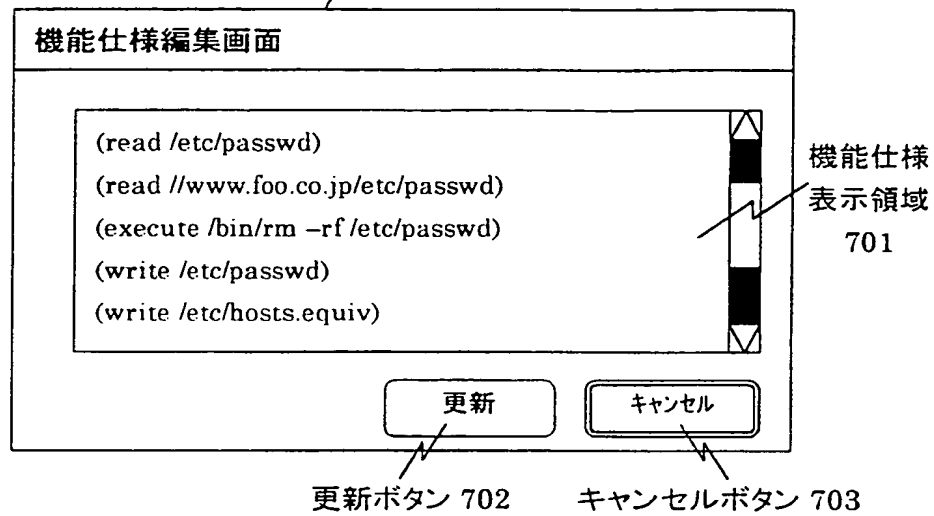 機能仕様編集画面
(read /etc/passwd)
(read //www.foo.co.jp/etc/passwd)
(execute /bin/rm –rf /etc/passwd)
(write /etc/passwd)
(write /etc/hosts.equiv)
機能仕様
表示領域
701
更新
キャンセル
更新ボタン 702
キャンセルボタン 703